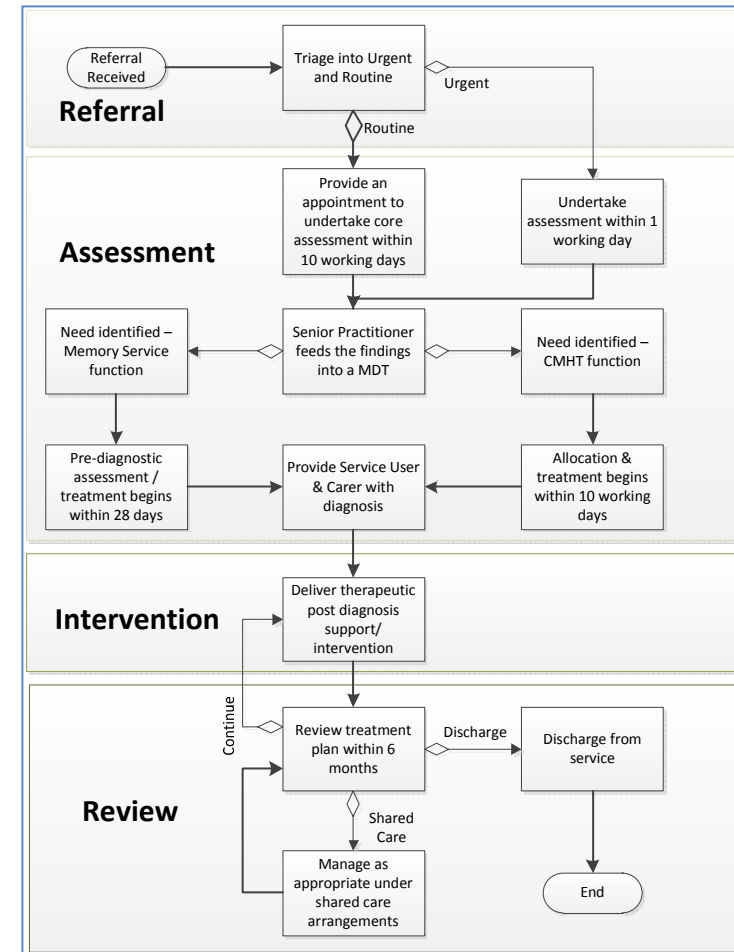 Referral
Received
Triage into Urgent
and Routine
Urgent
Referral
Routine
Provide an
appointment to
undertake core
assessment within
10 working days
Undertake
assessment within 1
working day
Assessment
Need identified –
Memory Service
function
Senior Practitioner
feeds the findings
into a MDT
Need identified –
CMHT function
Pre-diagnostic
assessment /
treatment begins
within 28 days
Provide Service User
& Carer with
diagnosis
Allocation &
treatment begins
within 10 working
days
Intervention
Deliver therapeutic
post diagnosis
support/
intervention
Continue
Review treatment
plan within 6
months
Discharge
Discharge from
service
Review
Shared
Care
Manage as
appropriate under
shared care
arrangements
End